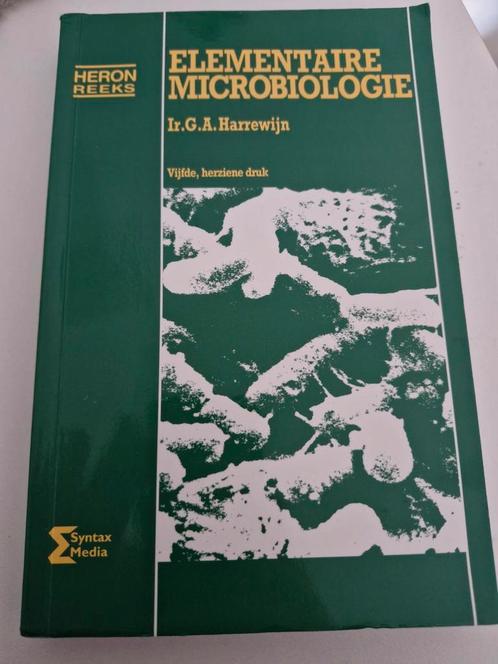 HERON
REEKS
ELEMENTAIRE
MICROBIOLOGIE
Ir.G.A.Harrewijn
Vijfde, herziene druk
Syntax
Media